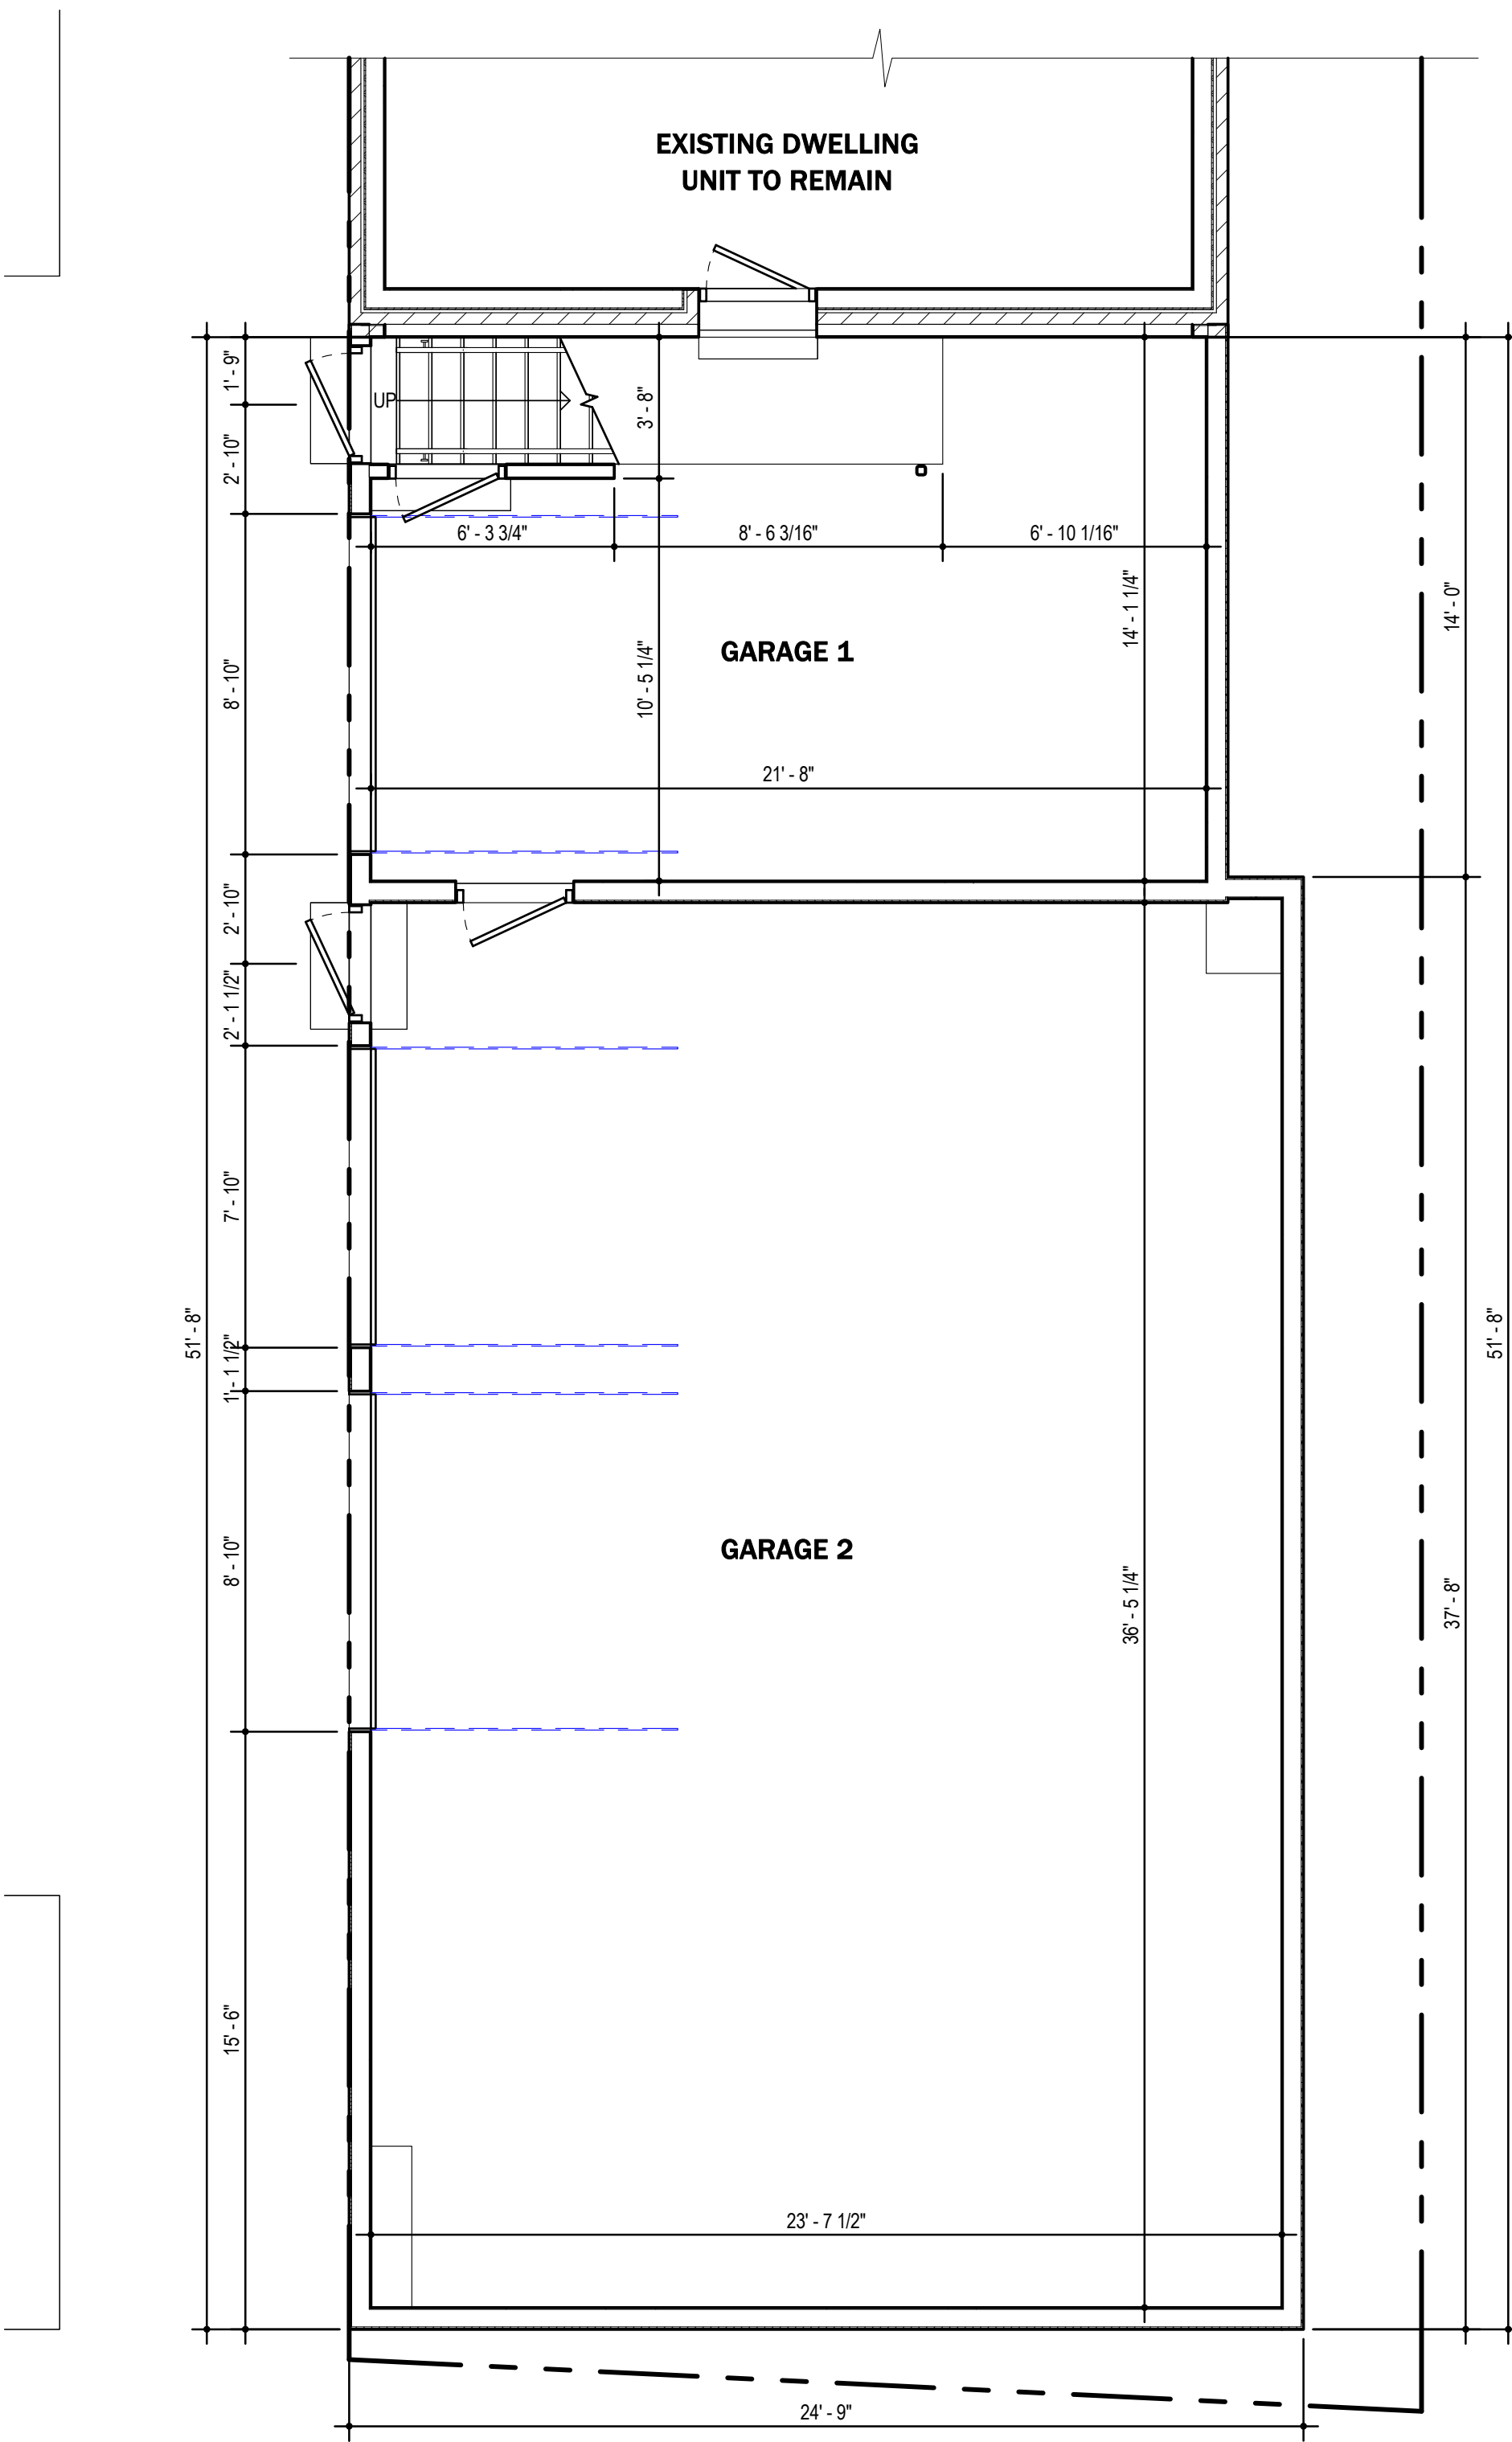 EXISTING DWELLING
UNIT TO REMAIN
1' - 9"
UP
3' - 8"
2' - 10"
6' - 3 3/4"
8' - 6 3/16"
6' - 10 1/16"
14' - 1 1/4"
14' - 0"
GARAGE 1
8' - 10"
10' - 5 1/4"
21' - 8"
2' - 10"
2' - 1 1/2"
7' - 10"
51' - 8"
1' - 1 1/2"
51' - 8"
8' - 10"
GARAGE 2
36' - 5 1/4"
37' - 8"
15' - 6"
23' - 7 1/2"
24' - 9"